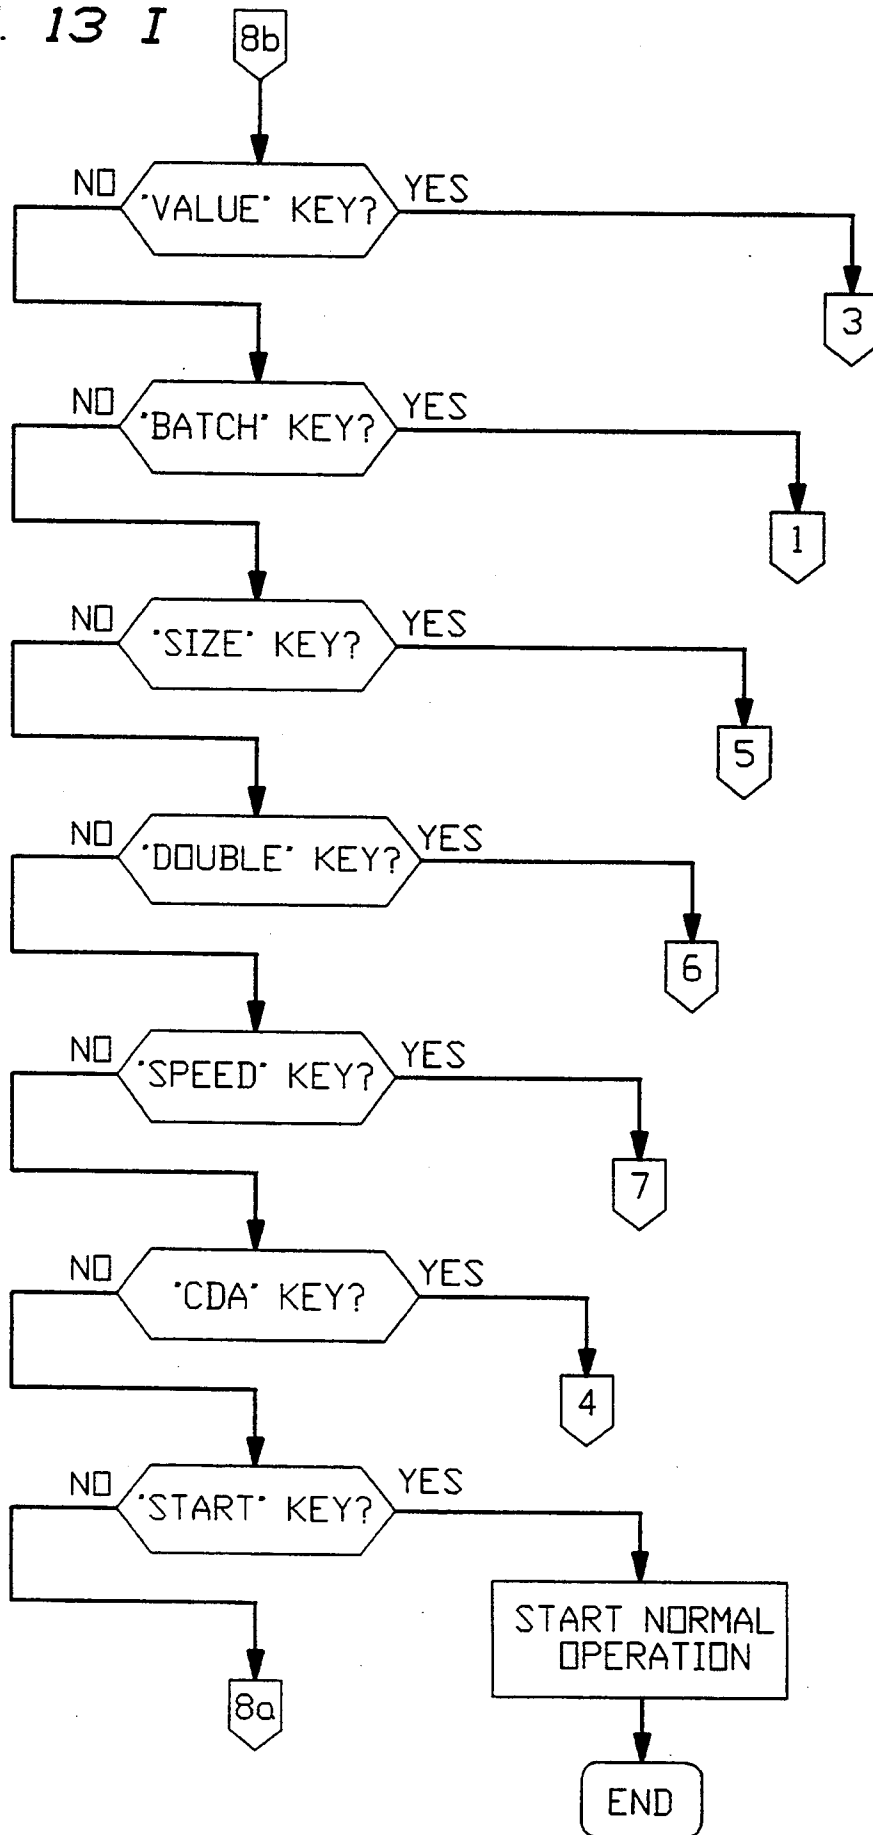 . 13 I
8b
NO "VALUE" KEY? YES
3
NO "BATCH" KEY? YES
1
NO "SIZE" KEY? YES
5
NO "DOUBLE" KEY? YES
6
NO "SPEED" KEY? YES
7
NO "CDA" KEY? YES
4
NO "START" KEY? YES
START NORMAL
OPERATION
8a
END